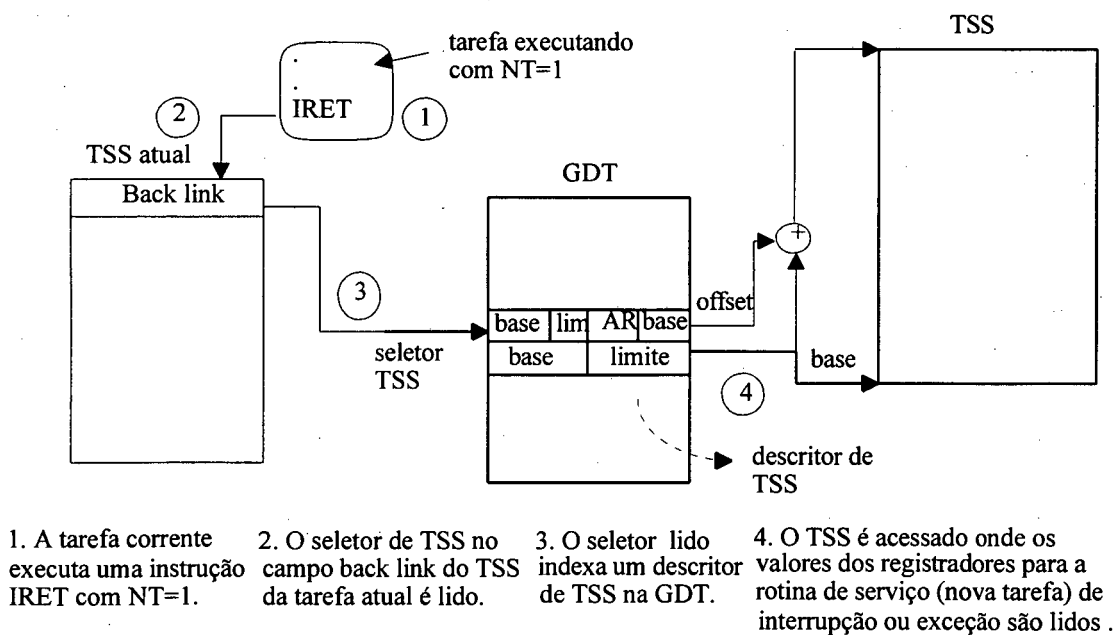 TSS
tarefa executando
com NT=1
.
.
IRET
1
2
TSS atual
Back link
GDT
3
+
offset
base lim AR base
base limite
base
seletor
TSS
4
descritor de
TSS
1. A tarefa corrente
executa uma instrução
IRET com NT=1.
2. O seletor de TSS no
campo back link do TSS
da tarefa atual é lido.
3. O seletor lido
indexa um descritor
de TSS na GDT.
4. O TSS é acessado onde os
valores dos registradores para a
rotina de serviço (nova tarefa) de
interrupção ou exceção são lidos .